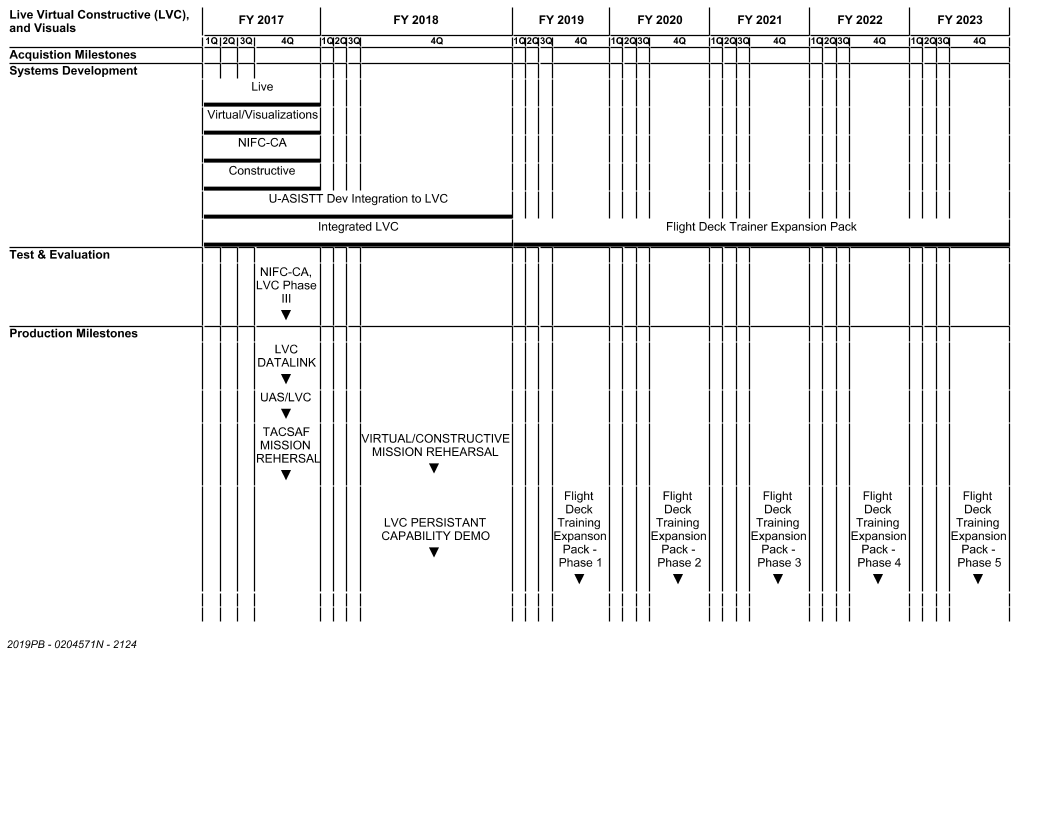 Live Virtual Constructive (LVC),
and Visuals
FY 2017 FY 2018 FY 2019 FY 2020 FY 2021 FY 2022 FY 2023
1Q 2Q 3Q 4Q 1Q 2Q 3Q 4Q 1Q 2Q 3Q 4Q 1Q 2Q 3Q 4Q 1Q 2Q 3Q 4Q 1Q 2Q 3Q 4Q 1Q 2Q 3Q 4Q
Acquistion Milestones
Systems Development
Live
Virtual/Visualizations
NIFC-CA
Constructive
U-ASISTT Dev Integration to LVC
Integrated LVC
Flight Deck Trainer Expansion Pack
Test & Evaluation
NIFC-CA,
LVC Phase
III
Production Milestones
LVC
DATALINK
UAS/LVC
TACSAF
MISSION
REHERSAL
VIRTUAL/CONSTRUCTIVE
MISSION REHEARSAL
LVC PERSISTANT
CAPABILITY DEMO
Flight
Deck
Training
Expanson
Pack -
Phase 1
Flight
Deck
Training
Expansion
Pack -
Phase 2
Flight
Deck
Training
Expansion
Pack -
Phase 3
Flight
Deck
Training
Expansion
Pack -
Phase 4
Flight
Deck
Training
Expansion
Pack -
Phase 5
2019PB - 0204571N - 2124